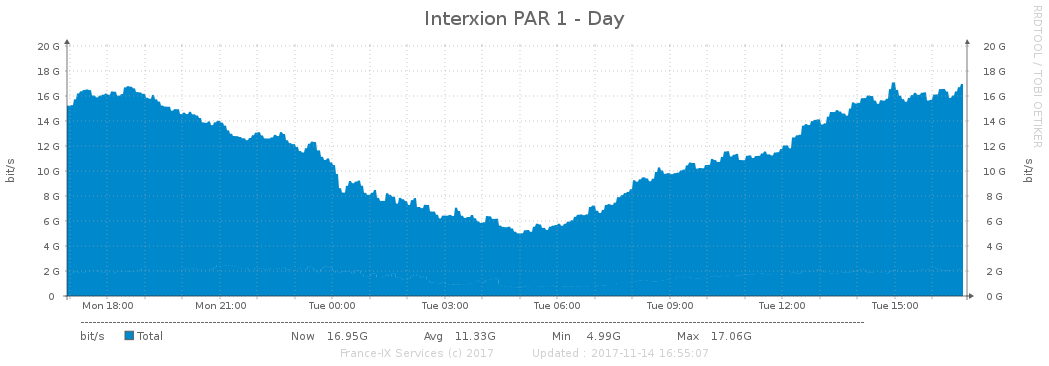 Interxion PAR 1 - Day
RRDTOOL / TOBI OETIKER
20 G 20 G
18 G 18 G
16 G 16 G
14 G 14 G
12 G 12 G
10 G 10 G
8 G 8 G
6 G 6 G
4 G 4 G
2 G 2 G
0 0 G
bit/s bit/s
Mon 18:00 Mon 21:00 Tue 00:00 Tue 03:00 Tue 06:00 Tue 09:00 Tue 12:00 Tue 15:00
bit/s Total Now 16.95G Avg 11.33G Min 4.99G Max 17.06G
France-IX Services (c) 2017 Updated : 2017-11-14 16:55:07